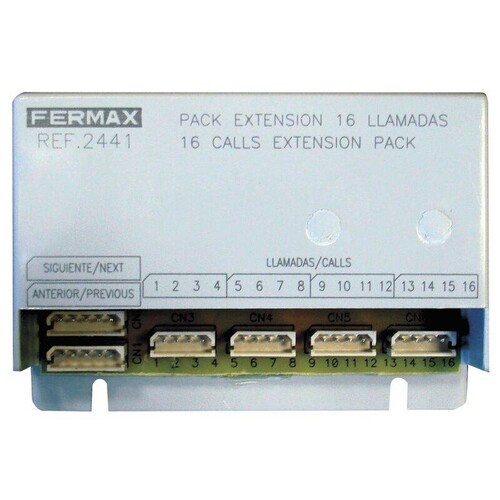 FERMAX
REF.2441
PACK EXTENSION 16 LLAMADAS
16 CALLS EXTENSION PACK
SIGUIENTE/NEXT
ANTERIOR/PREVIOUS
LLAMADAS/CALLS
1 2 3 4 5 6 7 8 9 10 11 12 13 14 15 16
CN3 CN4 CN5
CN1
1 2 3 4 5 6 7 8 9 10 11 12 13 14 15 16